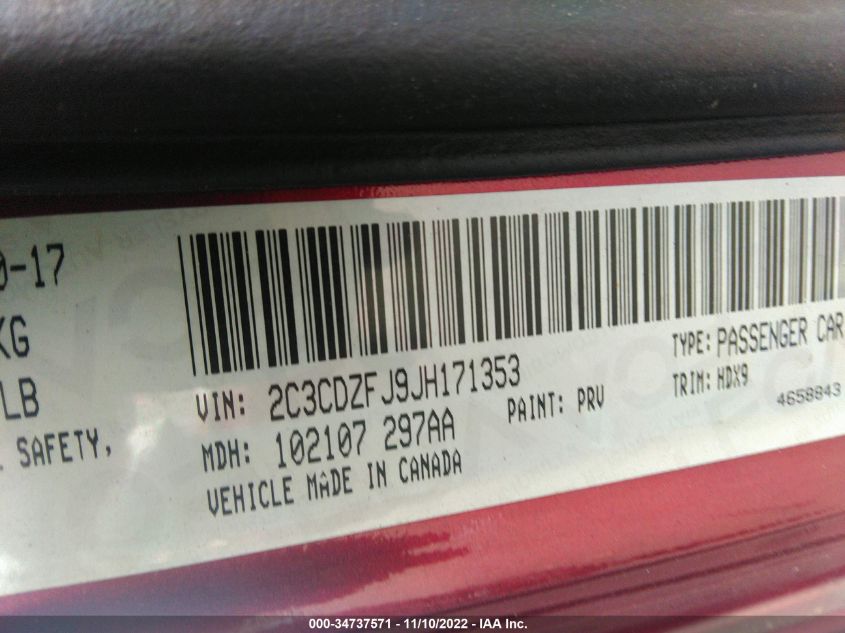 0-17
KG
LB
SAFETY,
VIN: 2C3CDZFJ9JH171353
TYPE: PASSENGER CAR
MDH: 102107 297AA
PAINT: PRV
TRIM: HDX9
4658843
VEHICLE MADE IN CANADA
000-34737571 - 11/10/2022 - IAA Inc.